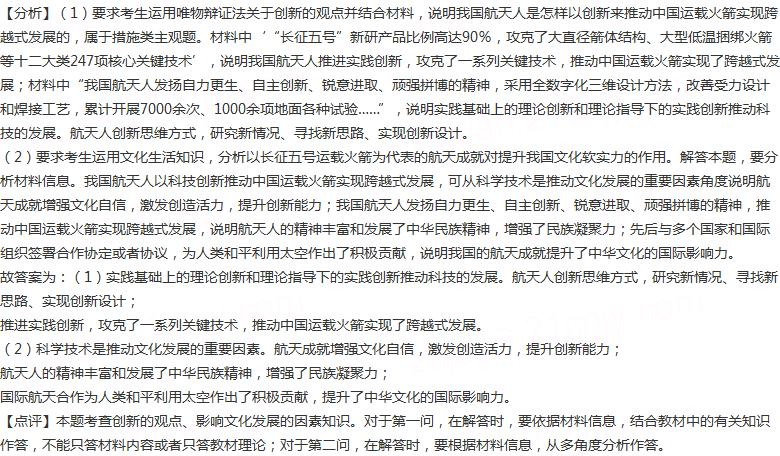 【分析】(1)要求考生运用唯物辩证法关于创新的观点并结合材料，说明我国航天人是怎样以创新来推动中国运载火箭实现跨
越式发展的，属于措施类主观题。材料中‘“长征五号”新研产品比例高达90%，攻克了大直径箭体结构、大型低温捆绑火箭
等十二大类247项核心关键技术’，说明我国航天人推进实践创新，攻克了一系列关键技术，推动中国运载火箭实现了跨越式发
展；材料中“我国航天人发扬自力更生、自主创新、锐意进取、顽强拼搏的精神，采用全数字化三维设计方法，改善受力设计
和焊接工艺，累计开展7000余次、1000余项地面各种试验……”，说明实践基础上的理论创新和理论指导下的实践创新推动科
技的发展。航天人创新思维方式，研究新情况、寻找新思路、实现创新设计。
(2)要求考生运用文化生活知识，分析以长征五号运载火箭为代表的航天成就对提升我国文化软实力的作用。解答本题，要分
析材料信息。我国航天人以科技创新推动中国运载火箭实现跨越式发展，可从科学技术是推动文化发展的重要因素角度说明航
天成就增强文化自信，激发创造活力，提升创新能力；我国航天人发扬自力更生、自主创新、锐意进取、顽强拼搏的精神，推
动中国运载火箭实现跨越式发展，说明航天人的精神丰富和发展了中华民族精神，增强了民族凝聚力；先后与多个国家和国际
组织签署合作协定或者协议，为人类和平利用太空作出了积极贡献，说明我国的航天成就提升了中华文化的国际影响力。
故答案为：(1)实践基础上的理论创新和理论指导下的实践创新推动科技的发展。航天人创新思维方式，研究新情况、寻找新
思路、实现创新设计；
推进实践创新，攻克了一系列关键技术，推动中国运载火箭实现了跨越式发展。
(2)科学技术是推动文化发展的重要因素。航天成就增强文化自信，激发创造活力，提升创新能力；
航天人的精神丰富和发展了中华民族精神，增强了民族凝聚力；
国际航天合作为人类和平利用太空作出了积极贡献，提升了中华文化的国际影响力。
【点评】本题考查创新的观点、影响文化发展的因素知识。对于第一问，在解答时，要依据材料信息，结合教材中的有关知识
作答，不能只答材料内容或者只答教材理论；对于第二问，在解答时，要根据材料信息，从多角度分析作答。